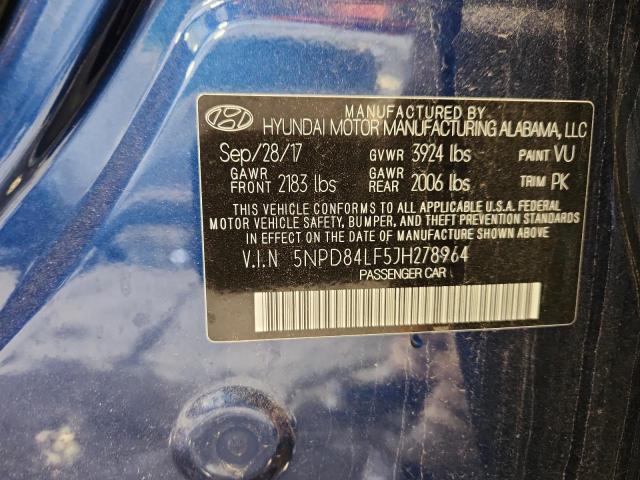 MANUFACTURED BY
HYUNDAI MOTOR MANUFACTURING ALABAMA, LLC
Sep/28/17 GVWR 3924 lbs PAINT VU
GAWR FRONT 2183 lbs GAWR REAR 2006 lbs TRIM PK
THIS VEHICLE CONFORMS TO ALL APPLICABLE U.S.A. FEDERAL
MOTOR VEHICLE SAFETY, BUMPER, AND THEFT PREVENTION STANDARDS
IN EFFECT ON THE DATE OF MANUFACTURE SHOWN ABOVE.
V.I.N 5NPD84LF5JH278964
PASSENGER CAR